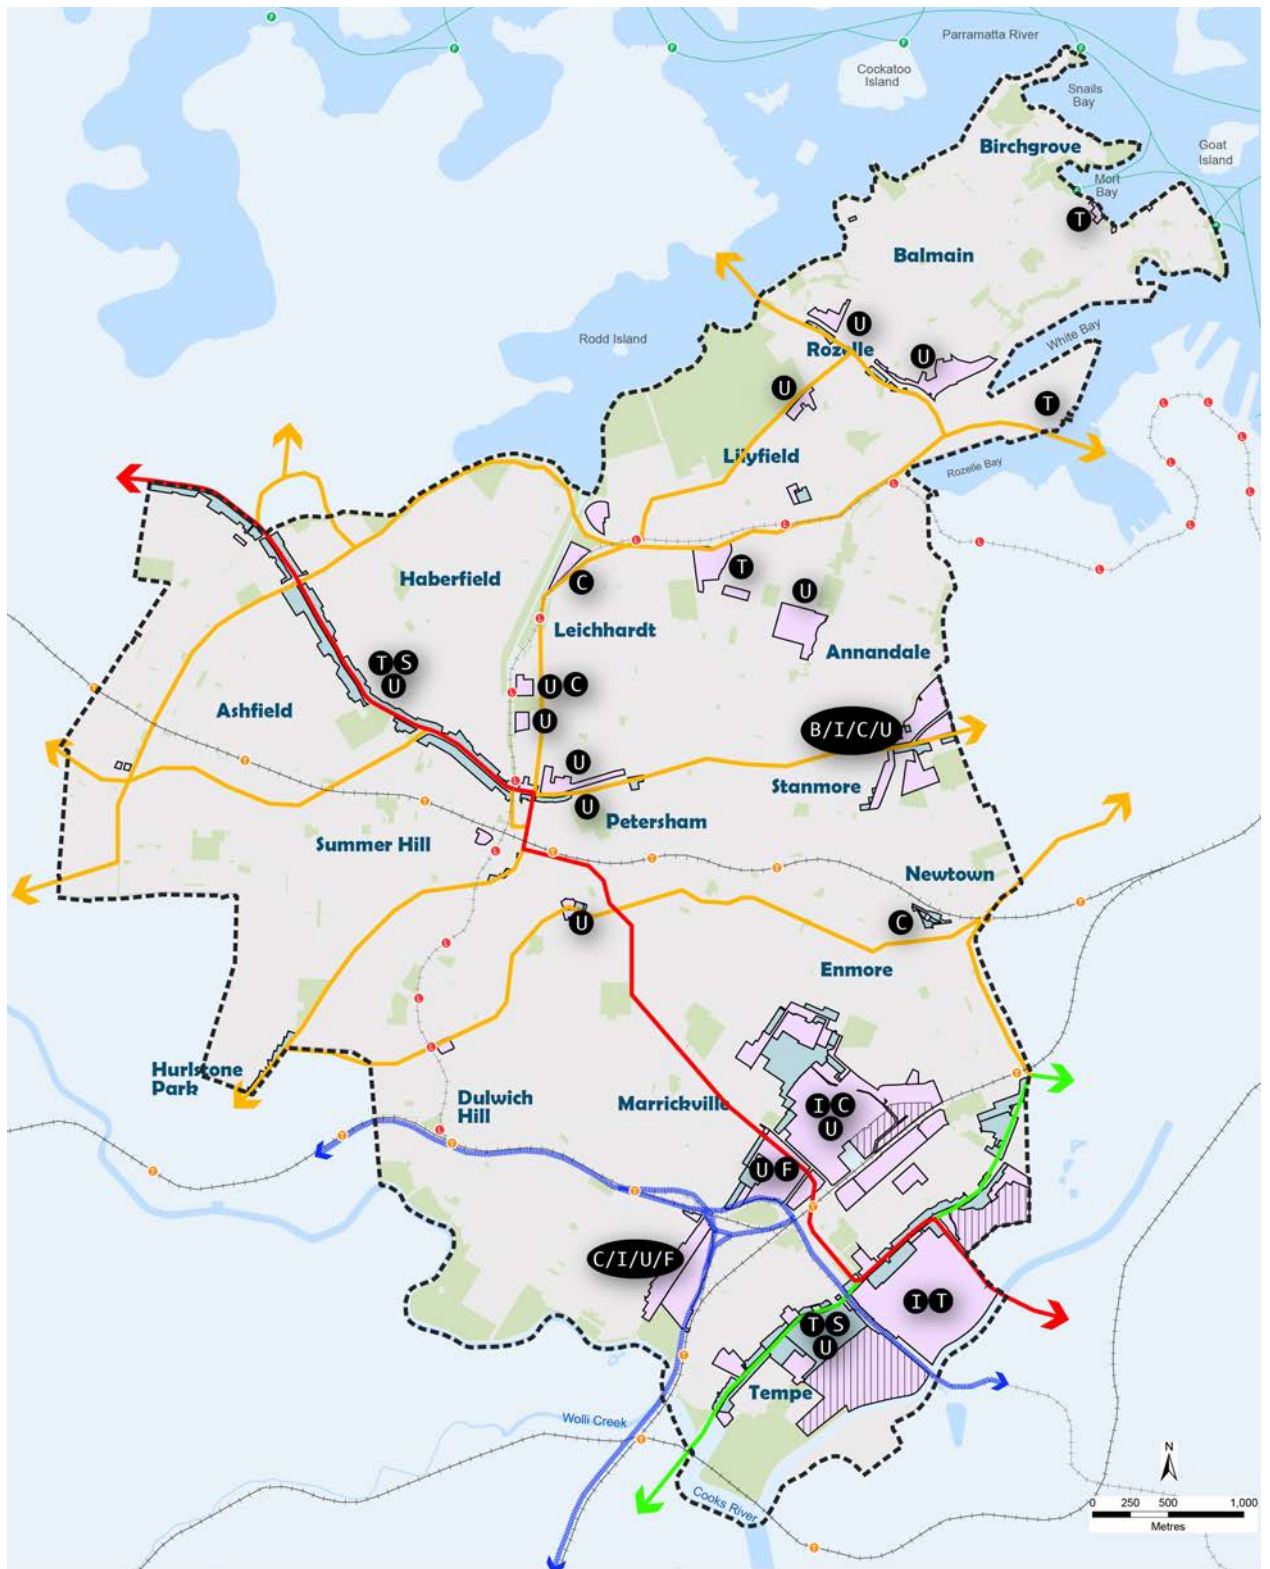 F
F
F
F
F
Parramatta River
Cockatoo
Island
Snails
Bay
Birchgrove
Goat
Island
Mort
Bay
F
T
F
Balmain
U
Rodd Island
Rozelle
U
White Bay
U
T
L
L
L
Lilyfield
L
Rozelle Bay
L
L
L
L
L
L
L
C
T
Haberfield
U
L
Leichhardt
Annandale
T S
U
T
L
U C
Ashfield
U
B/I/C/U
T
U
L
Stanmore
T
U
Petersham
Summer Hill
L
T
T
T
Newtown
T
T
U
C
L
Enmore
L
Hurlstone
Park
L
T
Dulwich
Hill
Marrickville
I C
U
L
T
T
T
U F
T
T
C/I/U/F
I T
T S
U
T
Tempe
Wolli Creek
T
Cooks River
T
N
0 250 500 1,000
Metres